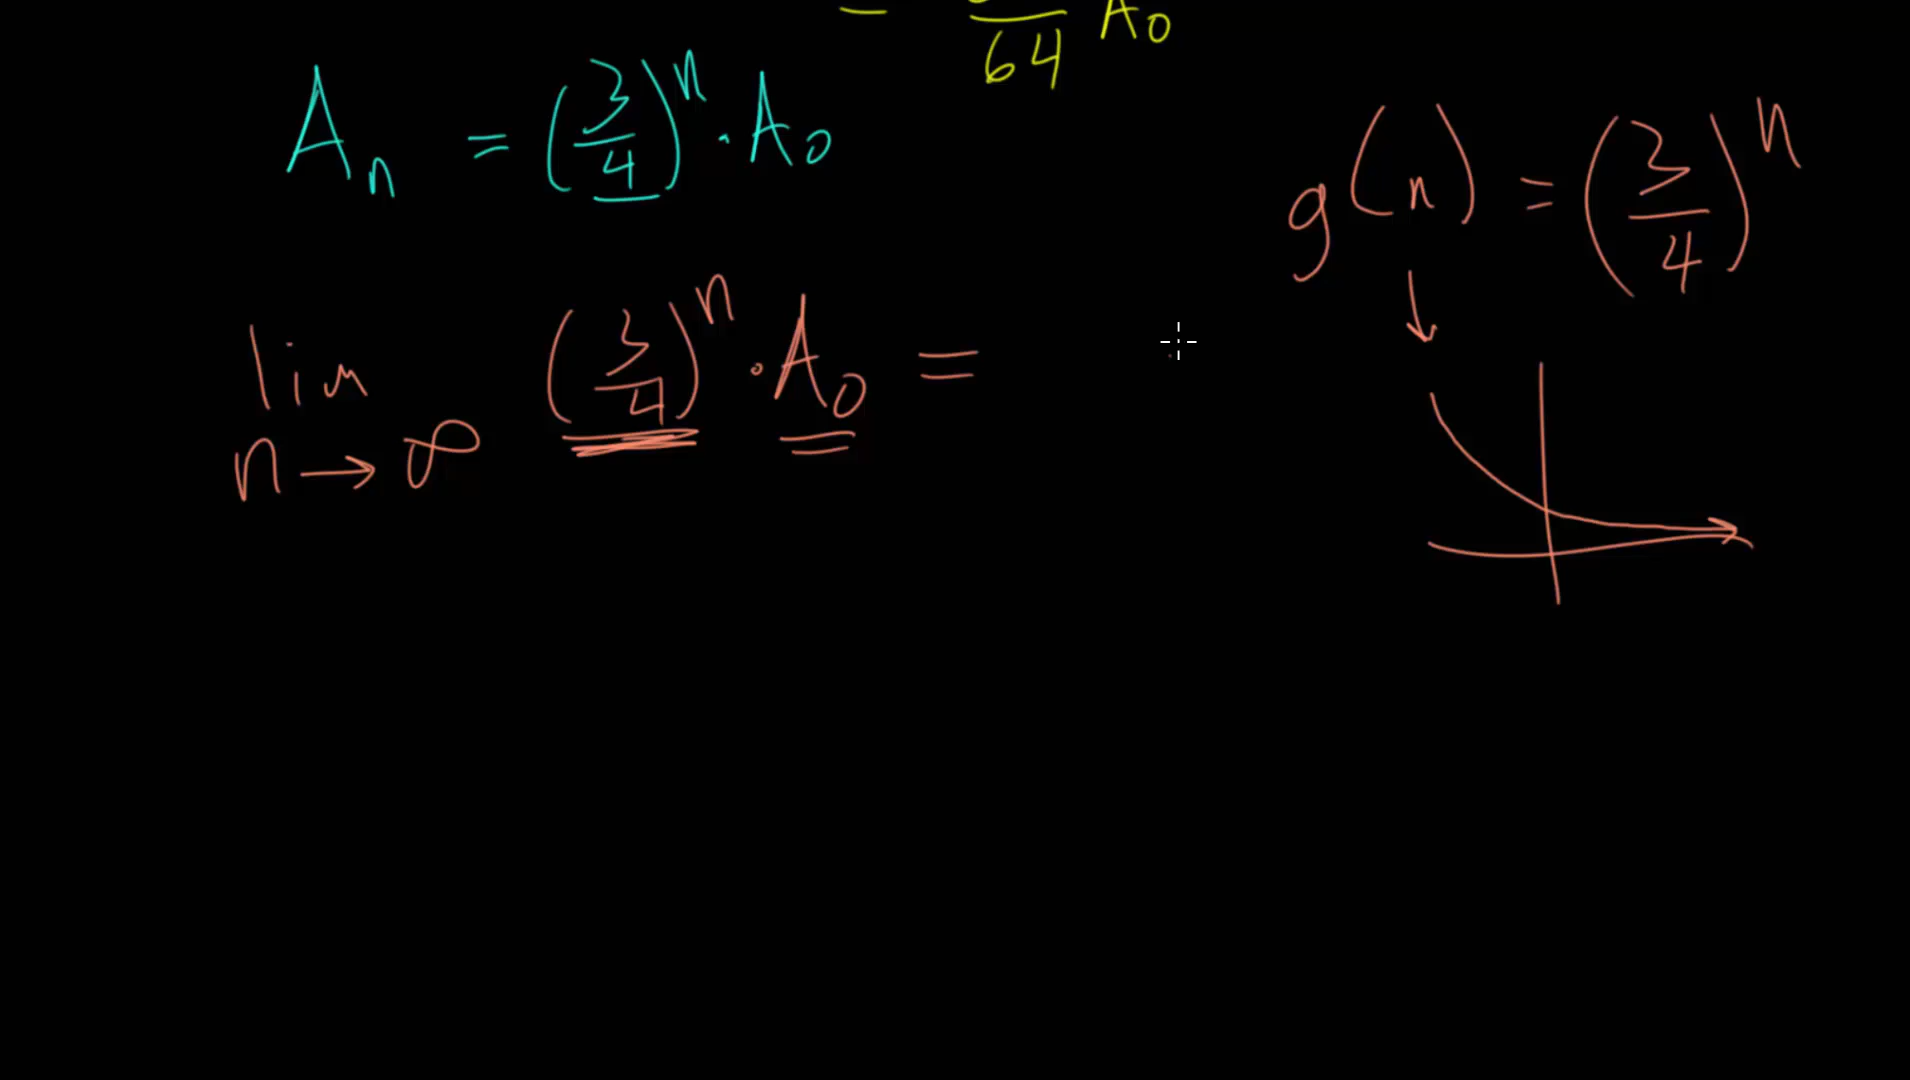 = /64 A₀
Aₙ = (3/4)ⁿ · A₀
g(n) = (3/4)ⁿ
lim n→∞ (3/4)ⁿ · A₀ =